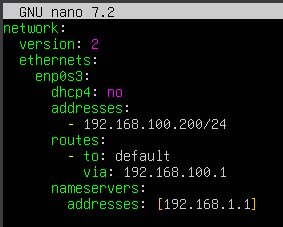 GNU nano 7.2
network:
  version: 2
  ethernets:
    enp0s3:
      dhcp4: no
      addresses:
        - 192.168.100.200/24
      routes:
        - to: default
          via: 192.168.100.1
      nameservers:
        addresses: [192.168.1.1]